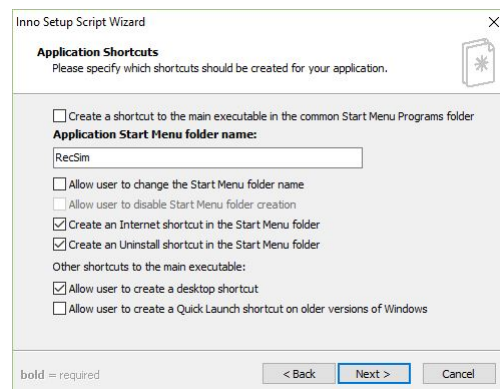 Inno Setup Script Wizard
Application Shortcuts
Please specify which shortcuts should be created for your application.
Create a shortcut to the main executable in the common Start Menu Programs folder
Application Start Menu folder name:
RecSim
Allow user to change the Start Menu folder name
Allow user to disable Start Menu folder creation
Create an Internet shortcut in the Start Menu folder
Create an Uninstall shortcut in the Start Menu folder
Other shortcuts to the main executable:
Allow user to create a desktop shortcut
Allow user to create a Quick Launch shortcut on older versions of Windows
bold = required
< Back
Next >
Cancel